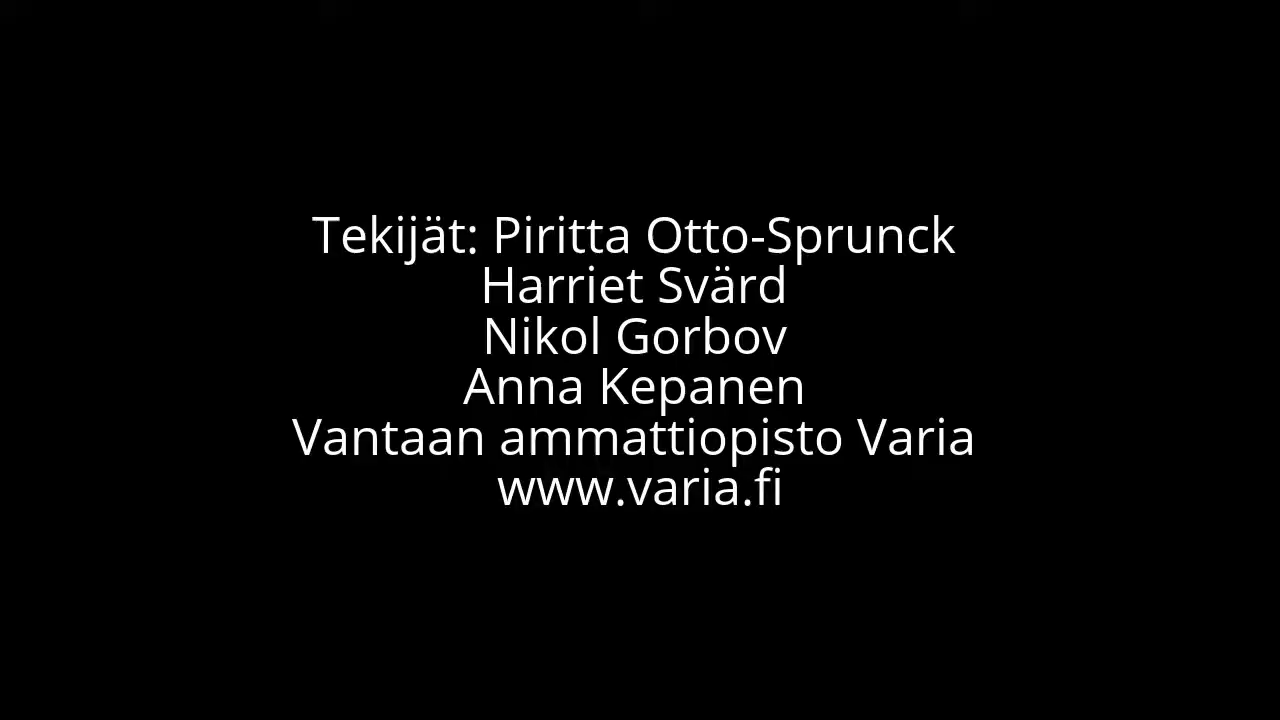 Tekijät: Piritta Otto-Sprunck
Harriet Svärd
Nikol Gorbov
Anna Kepanen
Vantaan ammattiopisto Varia
www.varia.fi